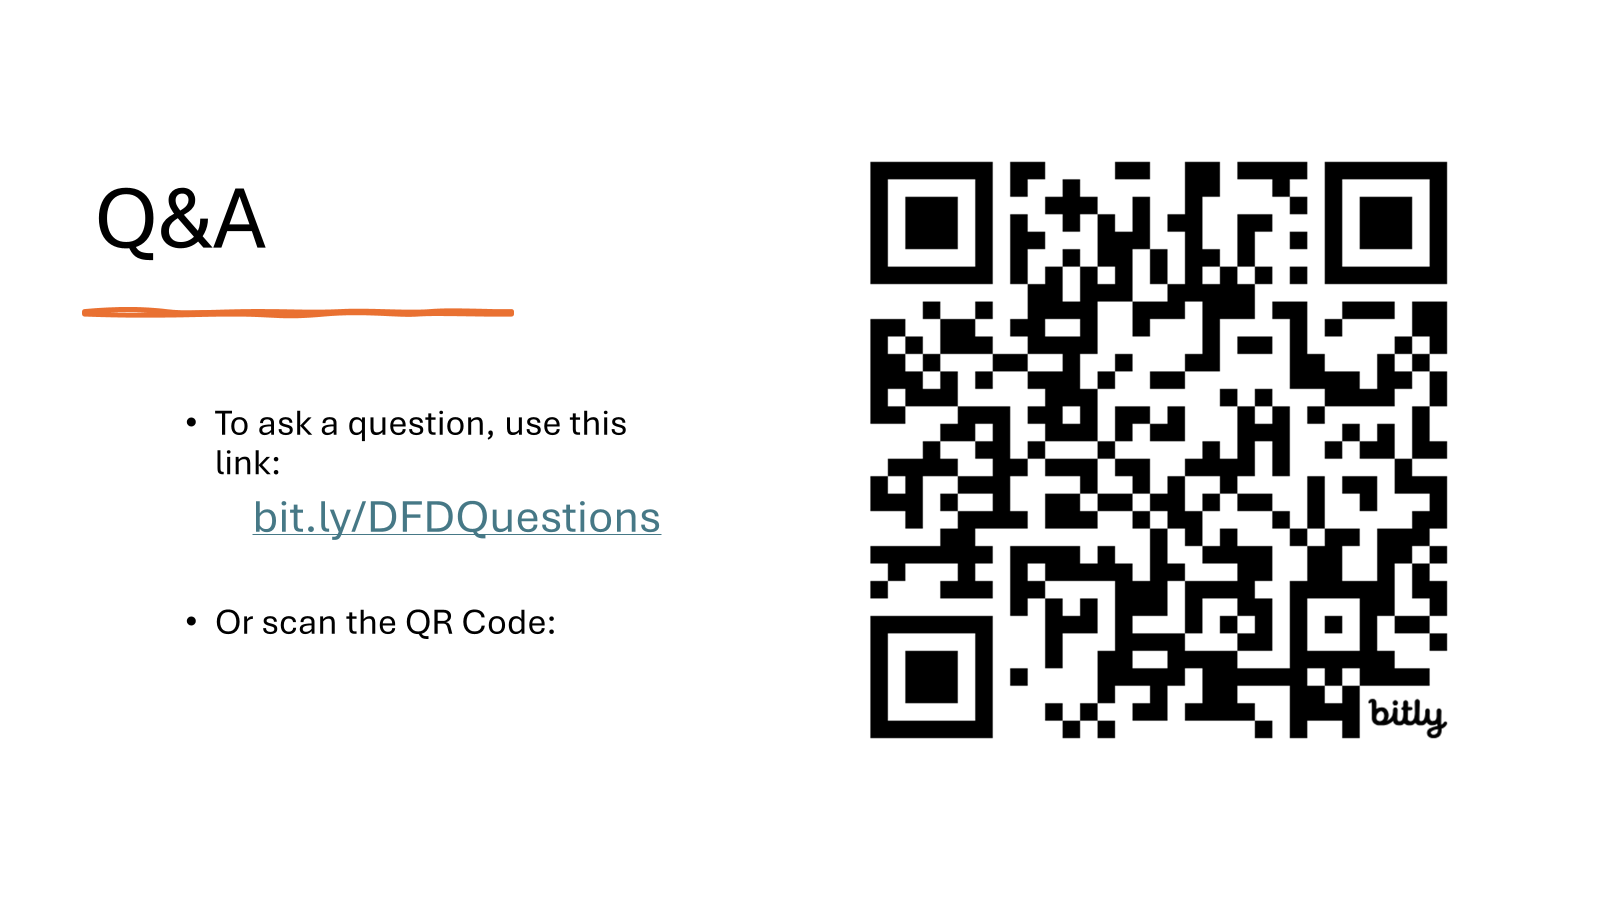 Q&A
• To ask a question, use this
link:
bit.ly/DFDQuestions
• Or scan the QR Code:
bitly